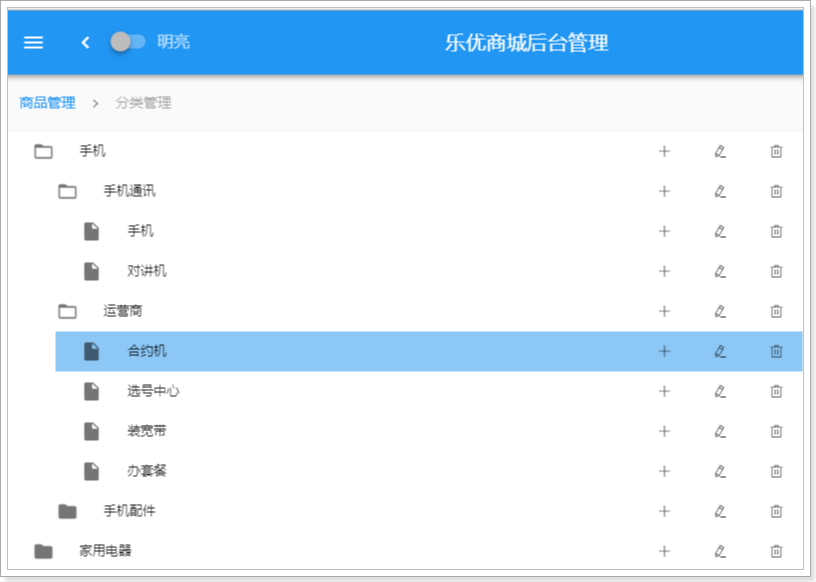 明亮 乐优商城后台管理
商品管理 > 分类管理
手机
手机通讯
手机
对讲机
运营商
合约机
选号中心
装宽带
办套餐
手机配件
家用电器